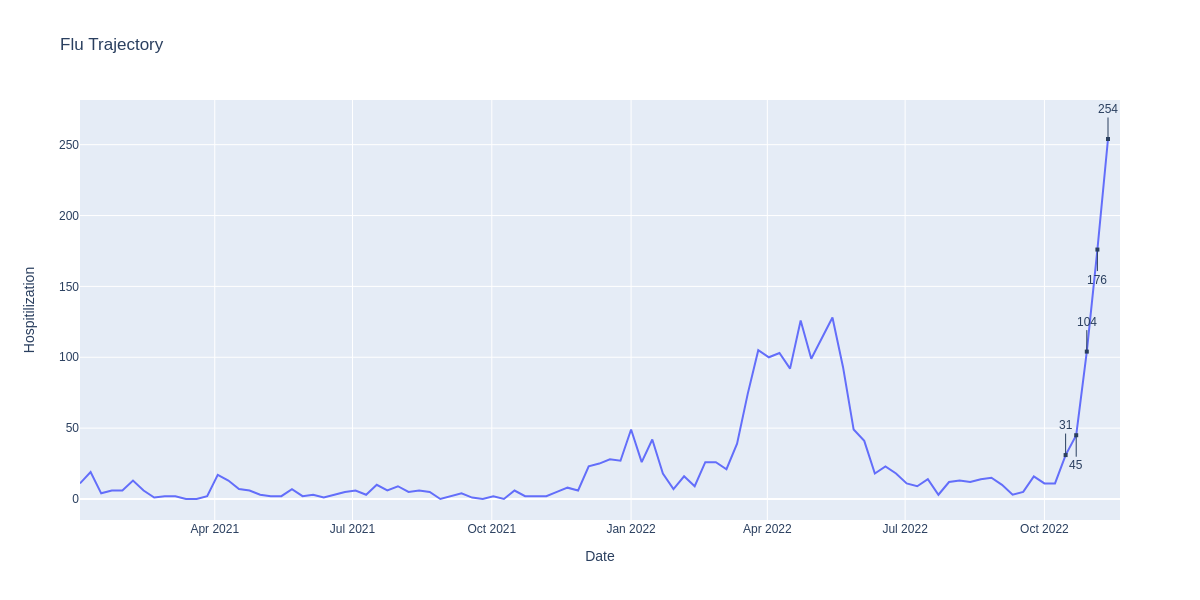 Flu Trajectory
254
250
200
150
100
50
0
176
104
31
45
Hospitilization
Apr 2021
Jul 2021
Oct 2021
Jan 2022
Apr 2022
Jul 2022
Oct 2022
Date